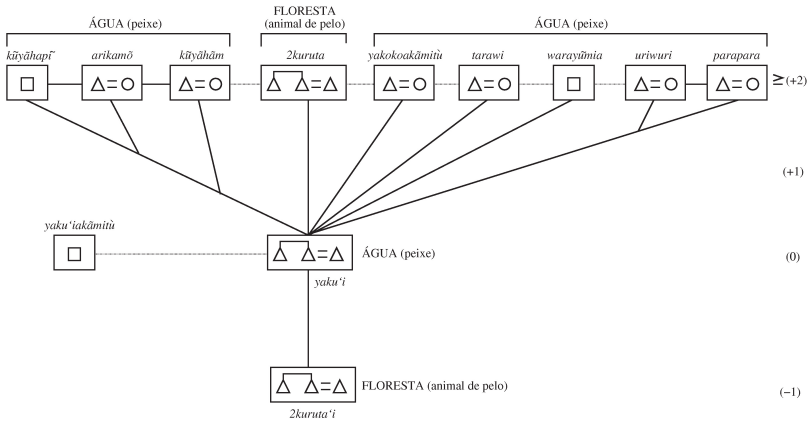 ÁGUA (peixe)
FLORESTA
(animal de pelo)
ÁGUA (peixe)
kũyãhapĩ’ arikamõ kũyãhãm 2kuruta yakokoakãmitù tarawi warayũmia uriwuri parapara
≥(+2)
(+1)
yaku‘iakãmitù
ÁGUA (peixe)
(0)
yaku‘i
FLORESTA (animal de pelo)
(−1)
2kuruta‘i